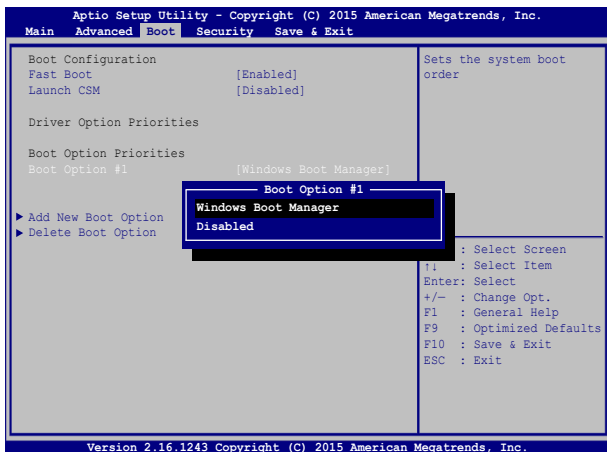 Aptio Setup Utility - Copyright (C) 2015 American Megatrends, Inc.
Main Advanced Boot Security Save & Exit
Boot Configuration
Fast Boot [Enabled]
Launch CSM [Disabled]
Driver Option Priorities
Boot Option Priorities
Boot Option #1 [Windows Boot Manager]
Add New Boot Option
Delete Boot Option
Boot Option #1
Windows Boot Manager
Disabled
Sets the system boot
order
: Select Screen
↑↓ : Select Item
Enter: Select
+/— : Change Opt.
F1 : General Help
F9 : Optimized Defaults
F10 : Save & Exit
ESC : Exit
Version 2.16.1243 Copyright (C) 2015 American Megatrends, Inc.